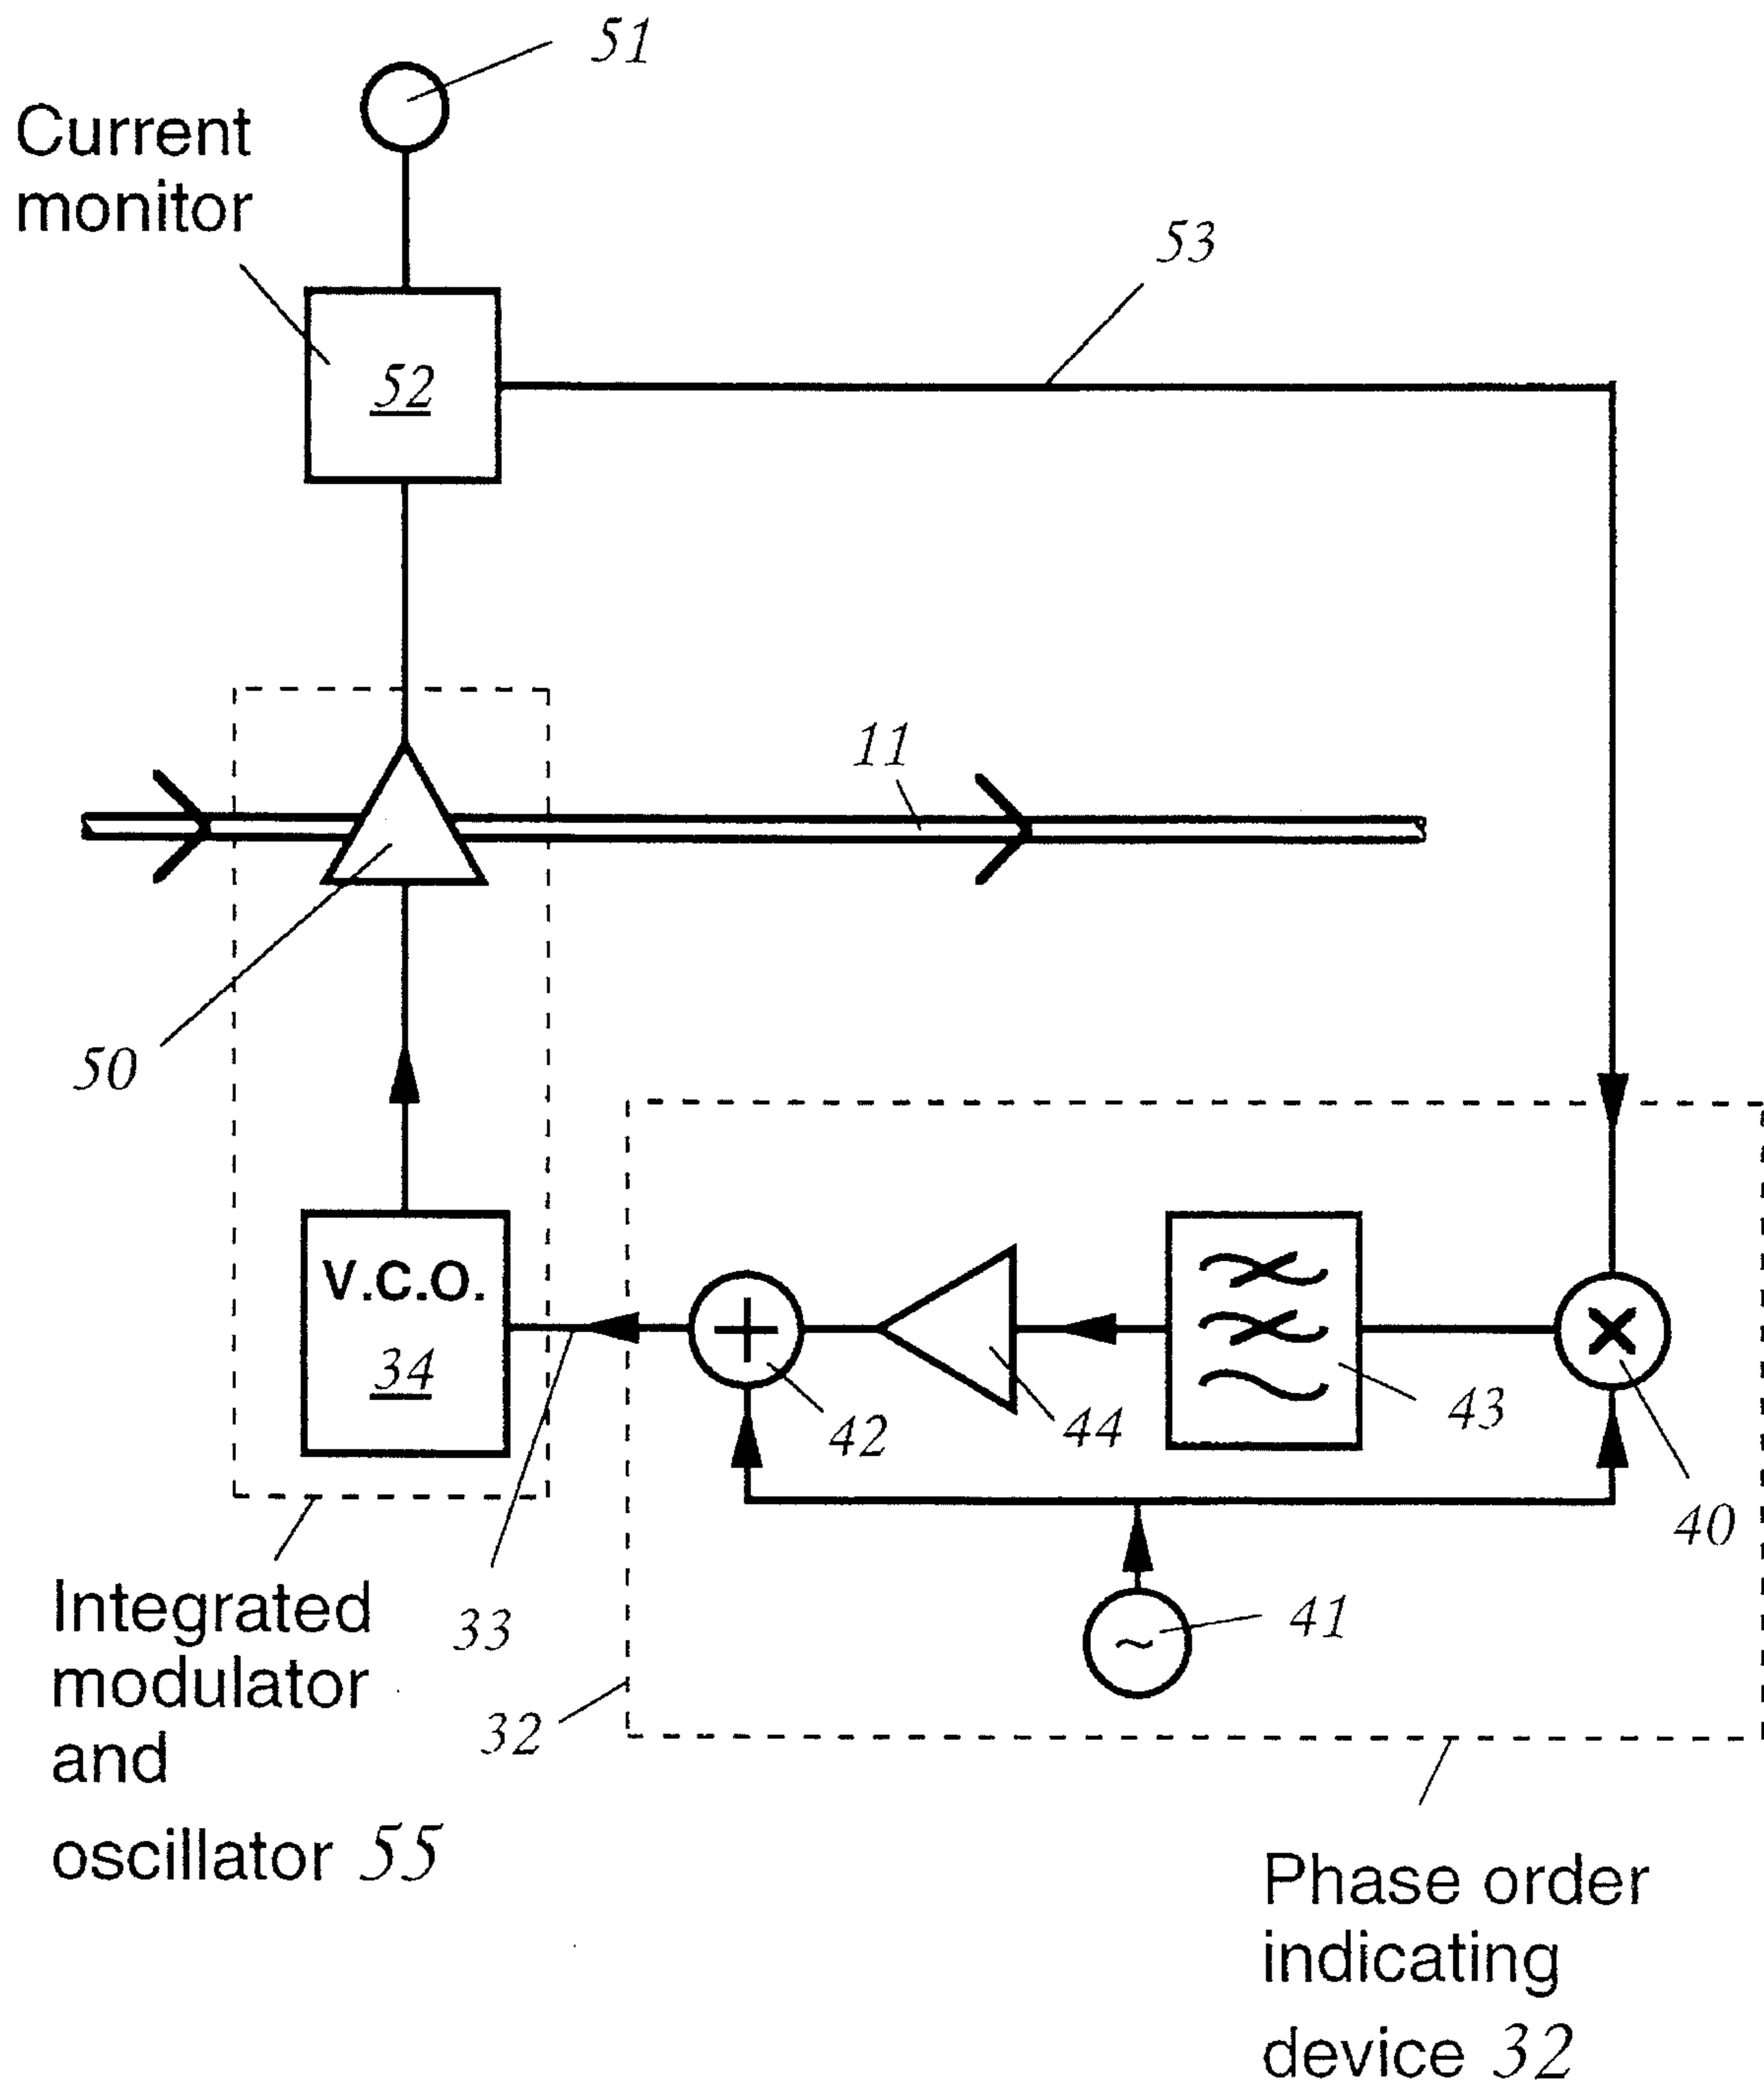 51
Current
monitor
53
52
11
50
V.C.O.
34
42
44
43
40
41
33
32
Integrated
modulator
and
oscillator 55
Phase order
indicating
device 32